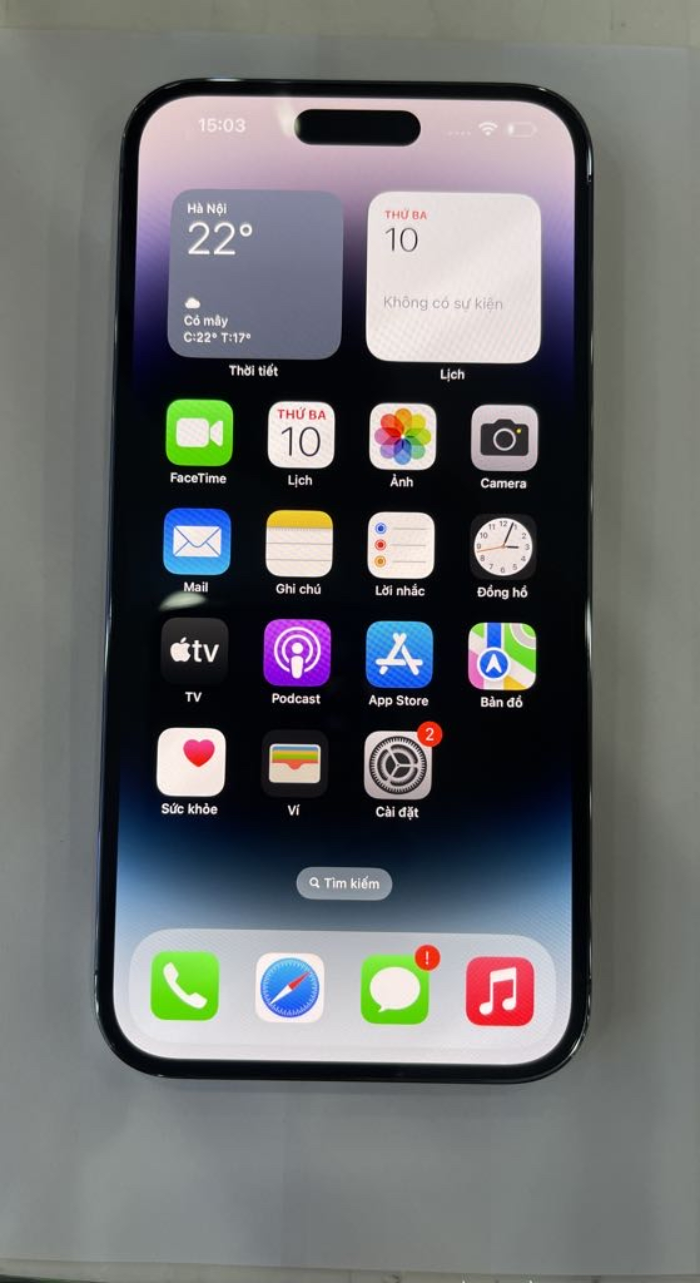 15:03
Hà Nội
22°
Có mây
C:22° T:17°
Thời tiết
THỨ BA
10
Không có sự kiện
Lịch
FaceTime
THỨ BA
10
Lịch
Ảnh
Camera
Mail
Ghi chú
Lời nhắc
Đồng hồ
tv
TV
Podcast
App Store
Bản đồ
Sức khỏe
Ví
2
Cài đặt
Tìm kiếm
!